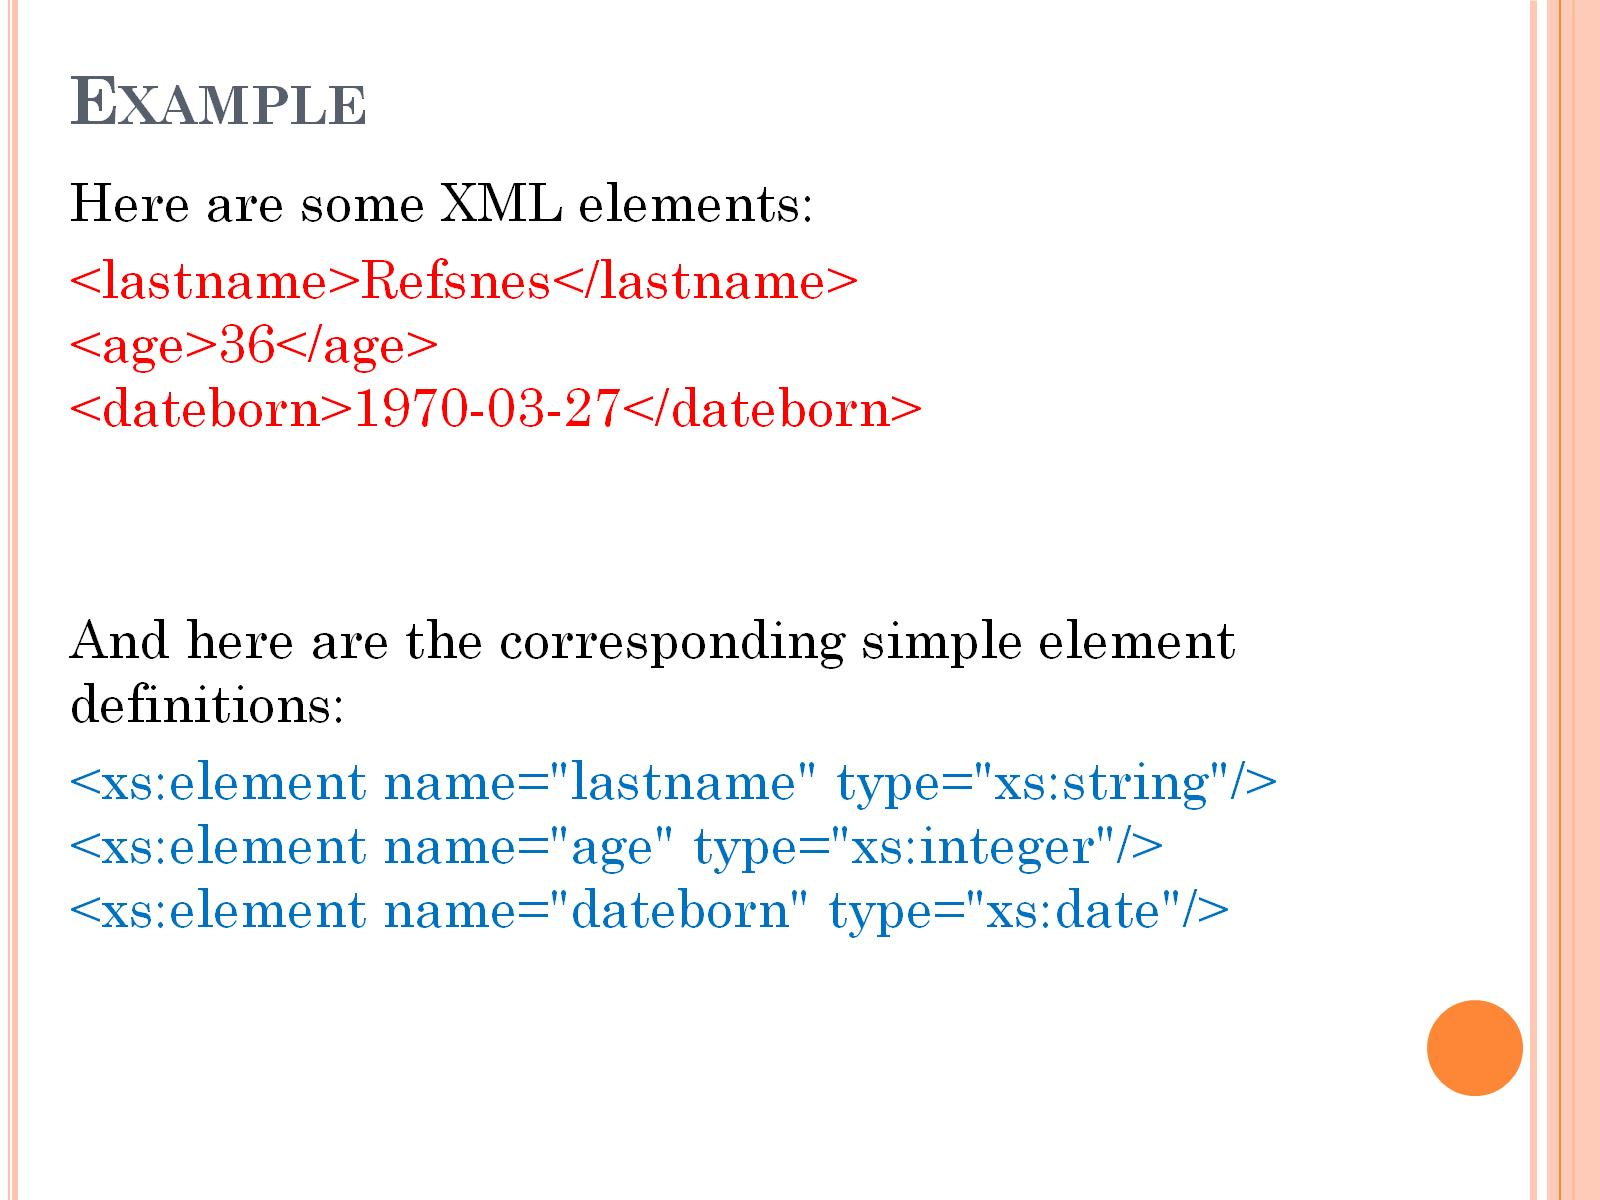 EXAMPLE
Here are some XML elements:
<lastname>Refsnes</lastname>
<age>36</age>
<dateborn>1970-03-27</dateborn>
And here are the corresponding simple element
definitions:
<xs:element name="lastname" type="xs:string"/>
<xs:element name="age" type="xs:integer"/>
<xs:element name="dateborn" type="xs:date"/>